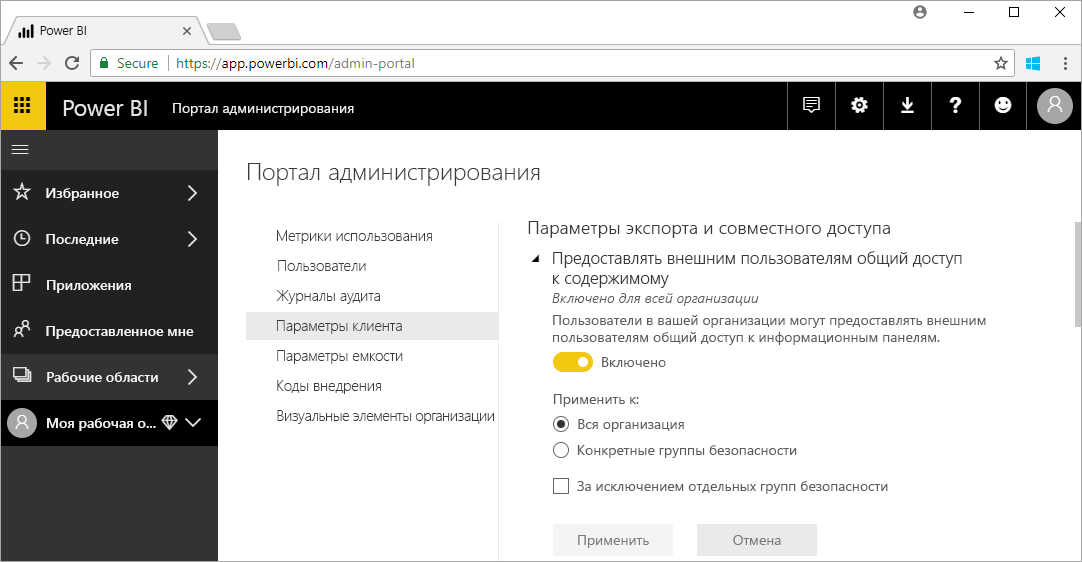 Power BI
Secure https://app.powerbi.com/admin-portal
Power BI Портал администрирования
Избранное
Последние
Приложения
Предоставленное мне
Рабочие области
Моя рабочая о...
Портал администрирования
Метрики использования
Пользователи
Журналы аудита
Параметры клиента
Параметры емкости
Коды внедрения
Визуальные элементы организации
Параметры экспорта и совместного доступа
Предоставлять внешним пользователям общий доступ
к содержимому
Включено для всей организации
Пользователи в вашей организации могут предоставлять внешним
пользователям общий доступ к информационным панелям.
Включено
Применить к:
Вся организация
Конкретные группы безопасности
За исключением отдельных групп безопасности
Применить Отмена